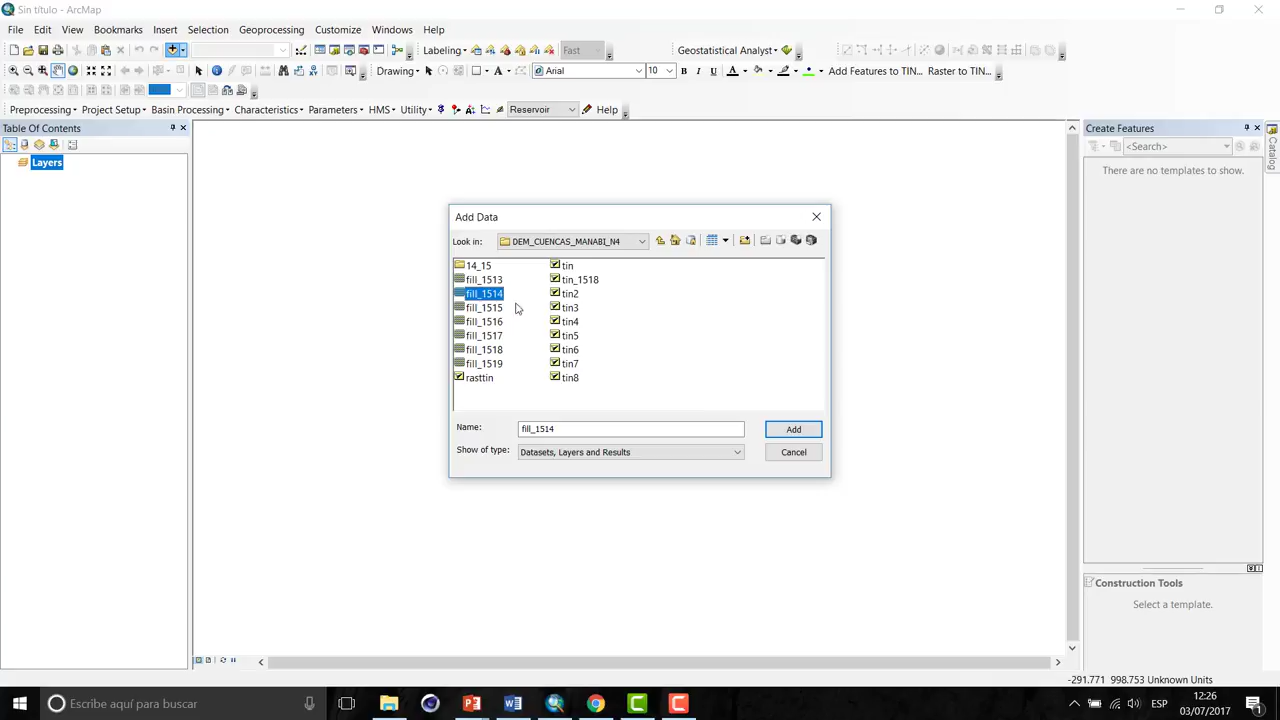 Sin título - ArcMap
File Edit View Bookmarks Insert Selection Geoprocessing Customize Windows Help
Labeling Fast Geostatistical Analyst
Drawing A Arial 10 B I U A Add Features to TIN... Raster to TIN...
Preprocessing Project Setup Basin Processing Characteristics Parameters HMS Utility Reservoir Help
Table Of Contents
Layers
Add Data
Look in: DEM_CUENCAS_MANABI_N4
14_15 tin
fill_1513 tin_1518
fill_1514 tin2
fill_1515 tin3
fill_1516 tin4
fill_1517 tin5
fill_1518 tin6
fill_1519 tin7
rasttin tin8
Name: fill_1514 Add
Show of type: Datasets, Layers and Results Cancel
Create Features
Catalog
<Search>
There are no templates to show.
Construction Tools
Select a template.
-291.771 998.753 Unknown Units
Escribe aquí para buscar
ESP
12:26
03/07/2017
1